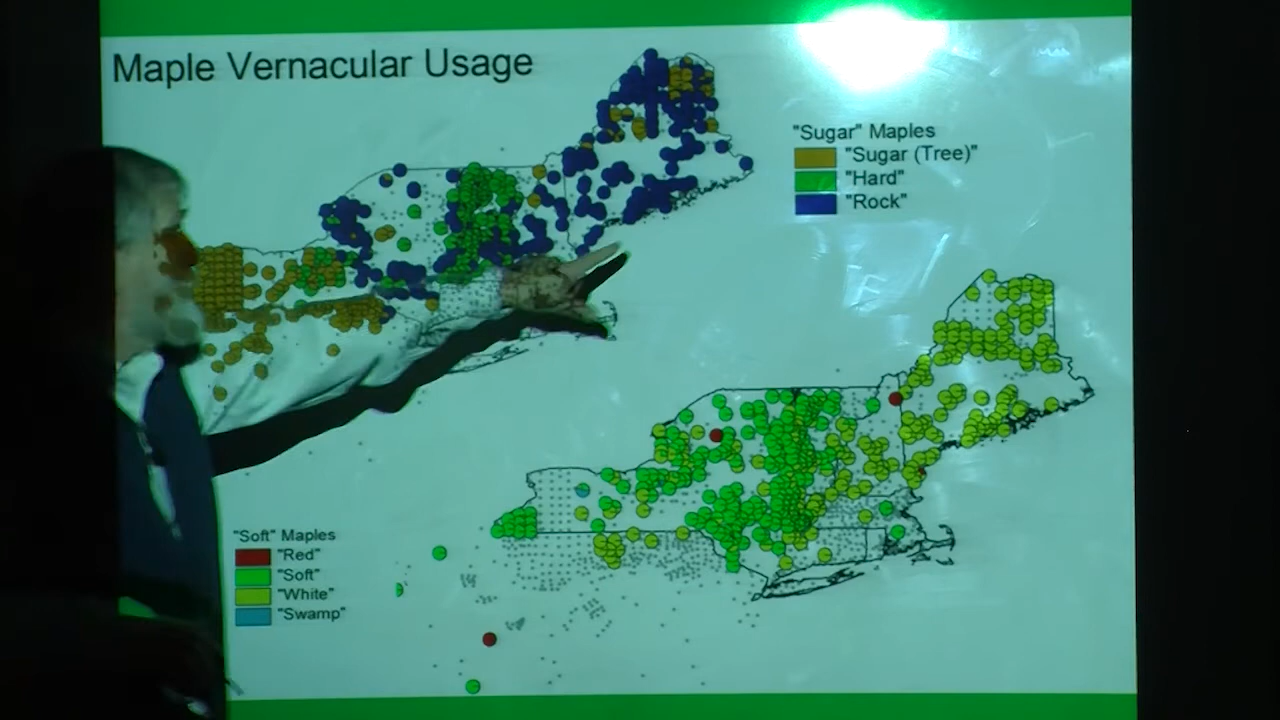 Maple Vernacular Usage
"Sugar" Maples
"Sugar (Tree)"
"Hard"
"Rock"
"Soft" Maples
"Red"
"Soft"
"White"
"Swamp"